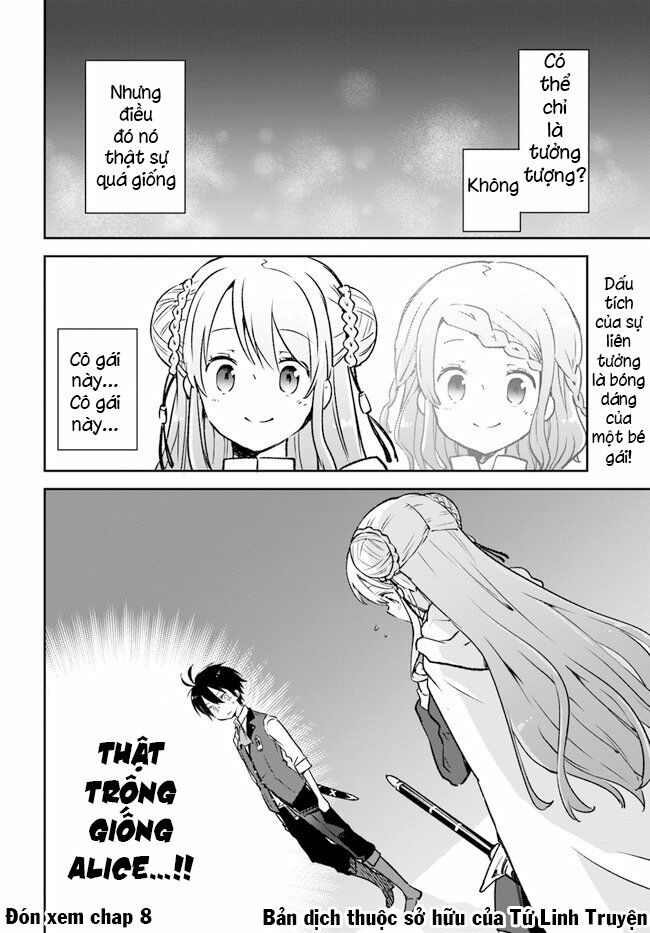 Có
thể
chỉ
là
tưởng
tượng?
Không
Nhưng
điều
đó nó
thật sự
quá giống
Dấu
tích
của sự
liên
tưởng
là bóng
dáng của
một bé
gái!
Cô gái
này...
Cô gái
này...
THẬT
TRÔNG
GIỐNG
ALICE...!!
Đón xem chap 8
Bản dịch thuộc sở hữu của Tứ Linh Truyện